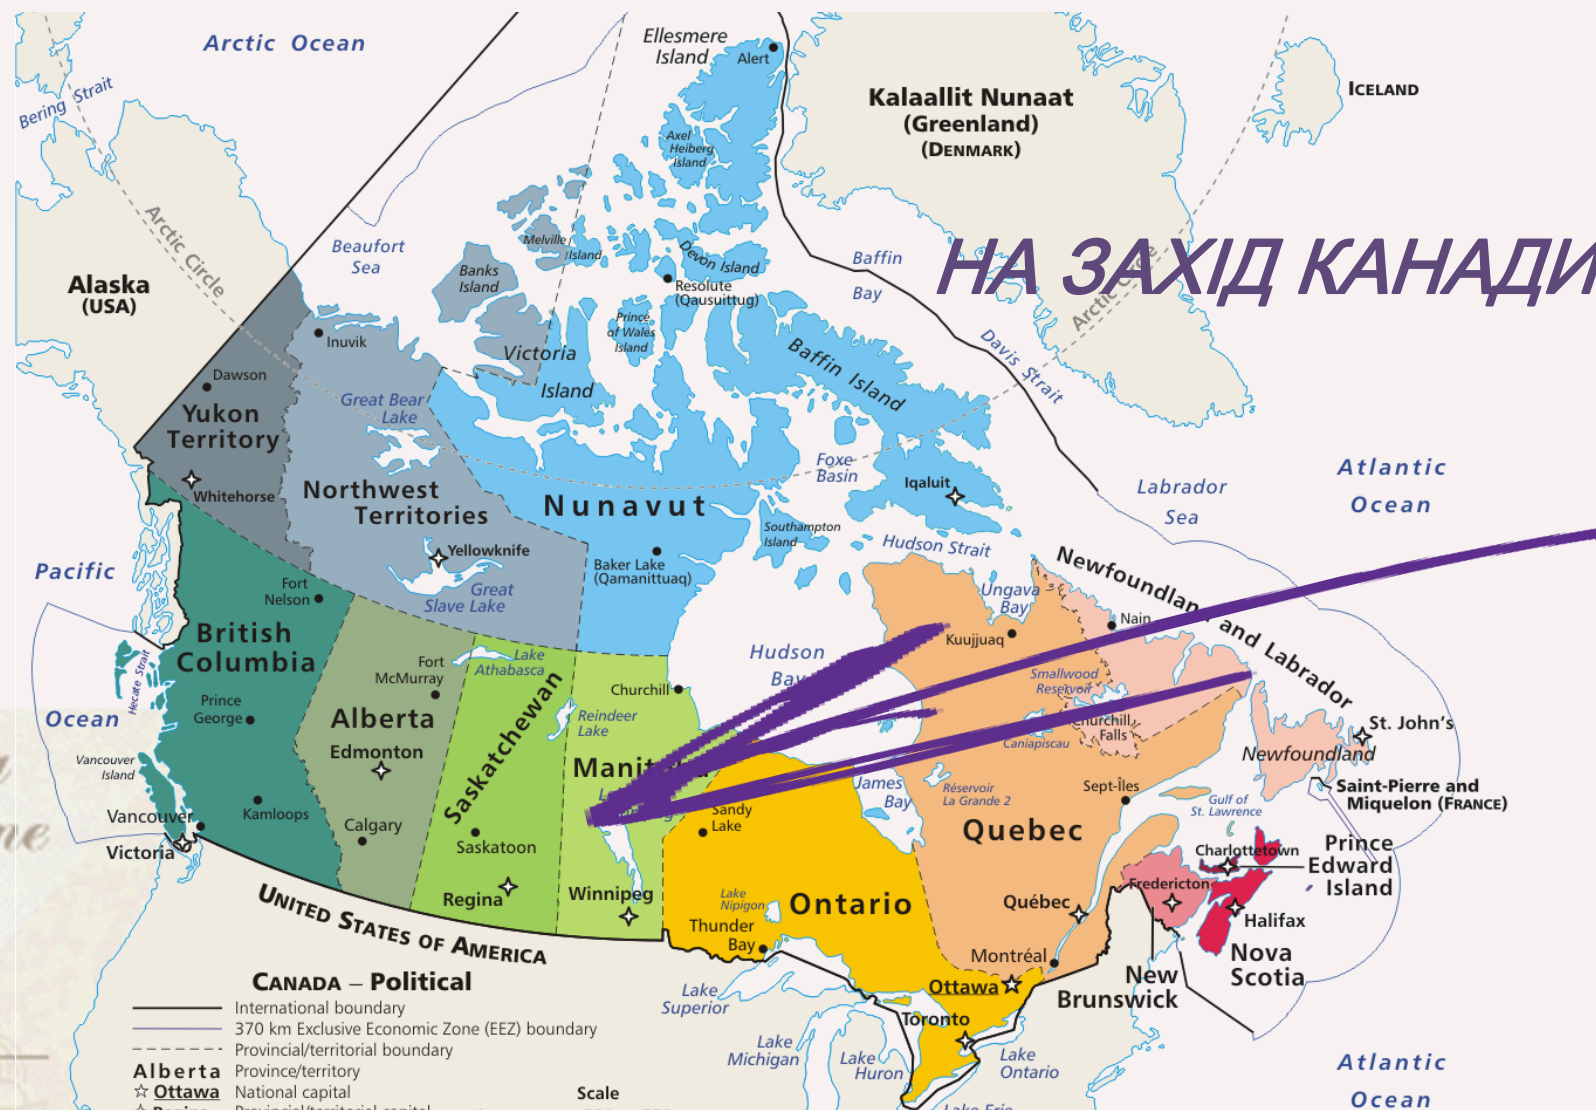 Arctic Ocean
Ellesmere
Island
Alert
Bering Strait
Kalaallit Nunaat
(Greenland)
(DENMARK)
ICELAND
Axel
Heiberg
Island
Arctic Circle
Beaufort
Sea
Melville
Island
Devon Island
Baffin
Bay
НА ЗАХІД КАНАДИ
Arctic Circle
Alaska
(USA)
Banks
Island
Resolute
(Qausuittug)
Prince
of Wales
Island
Inuvik
Victoria
Island
Baffin Island
Davis Strait
Dawson
Great Bear
Lake
Yukon
Territory
Foxe
Basin
Atlantic
Ocean
Whitehorse
Northwest
Territories
Nunavut
Iqaluit
Labrador
Sea
Southampton
Island
Yellowknife
Baker Lake
(Qamanittuaq)
Hudson Strait
Pacific
Fort
Nelson
Great
Slave Lake
Ungava
Bay
Newfoundlan and Labrador
Nain
British
Columbia
Hecate Strait
Lake
Athabasca
Fort
McMurray
Hudson
Bay
Kuujjuaq
Churchill
Smallwood
Reservoir
Ocean
Prince
George
Alberta
Edmonton
Saskatchewan
Reindeer
Lake
Caniapiscau
Churchill
Falls
St. John's
Newfoundland
Vancouver
Island
James
Bay
Réservoir
La Grande 2
Sept-Îles
Saint-Pierre and
Miquelon (FRANCE)
Gulf of
St. Lawrence
Kamloops
Vancouver
Victoria
Calgary
Saskatoon
Sandy
Lake
Quebec
Charlottetown
Prince
Edward
Island
Regina
Winnipeg
Lake
Nipigon
Ontario
Thunder
Bay
Québec
Fredericton
Halifax
Nova
Scotia
UNITED STATES OF AMERICA
Montréal
Ottawa
New
Brunswick
Lake
Superior
Toronto
Lake
Michigan
Lake
Huron
Lake
Ontario
Atlantic
Ocean
CANADA – Political
International boundary
370 km Exclusive Economic Zone (EEZ) boundary
Provincial/territorial boundary
Alberta Province/territory
Ottawa National capital
Scale